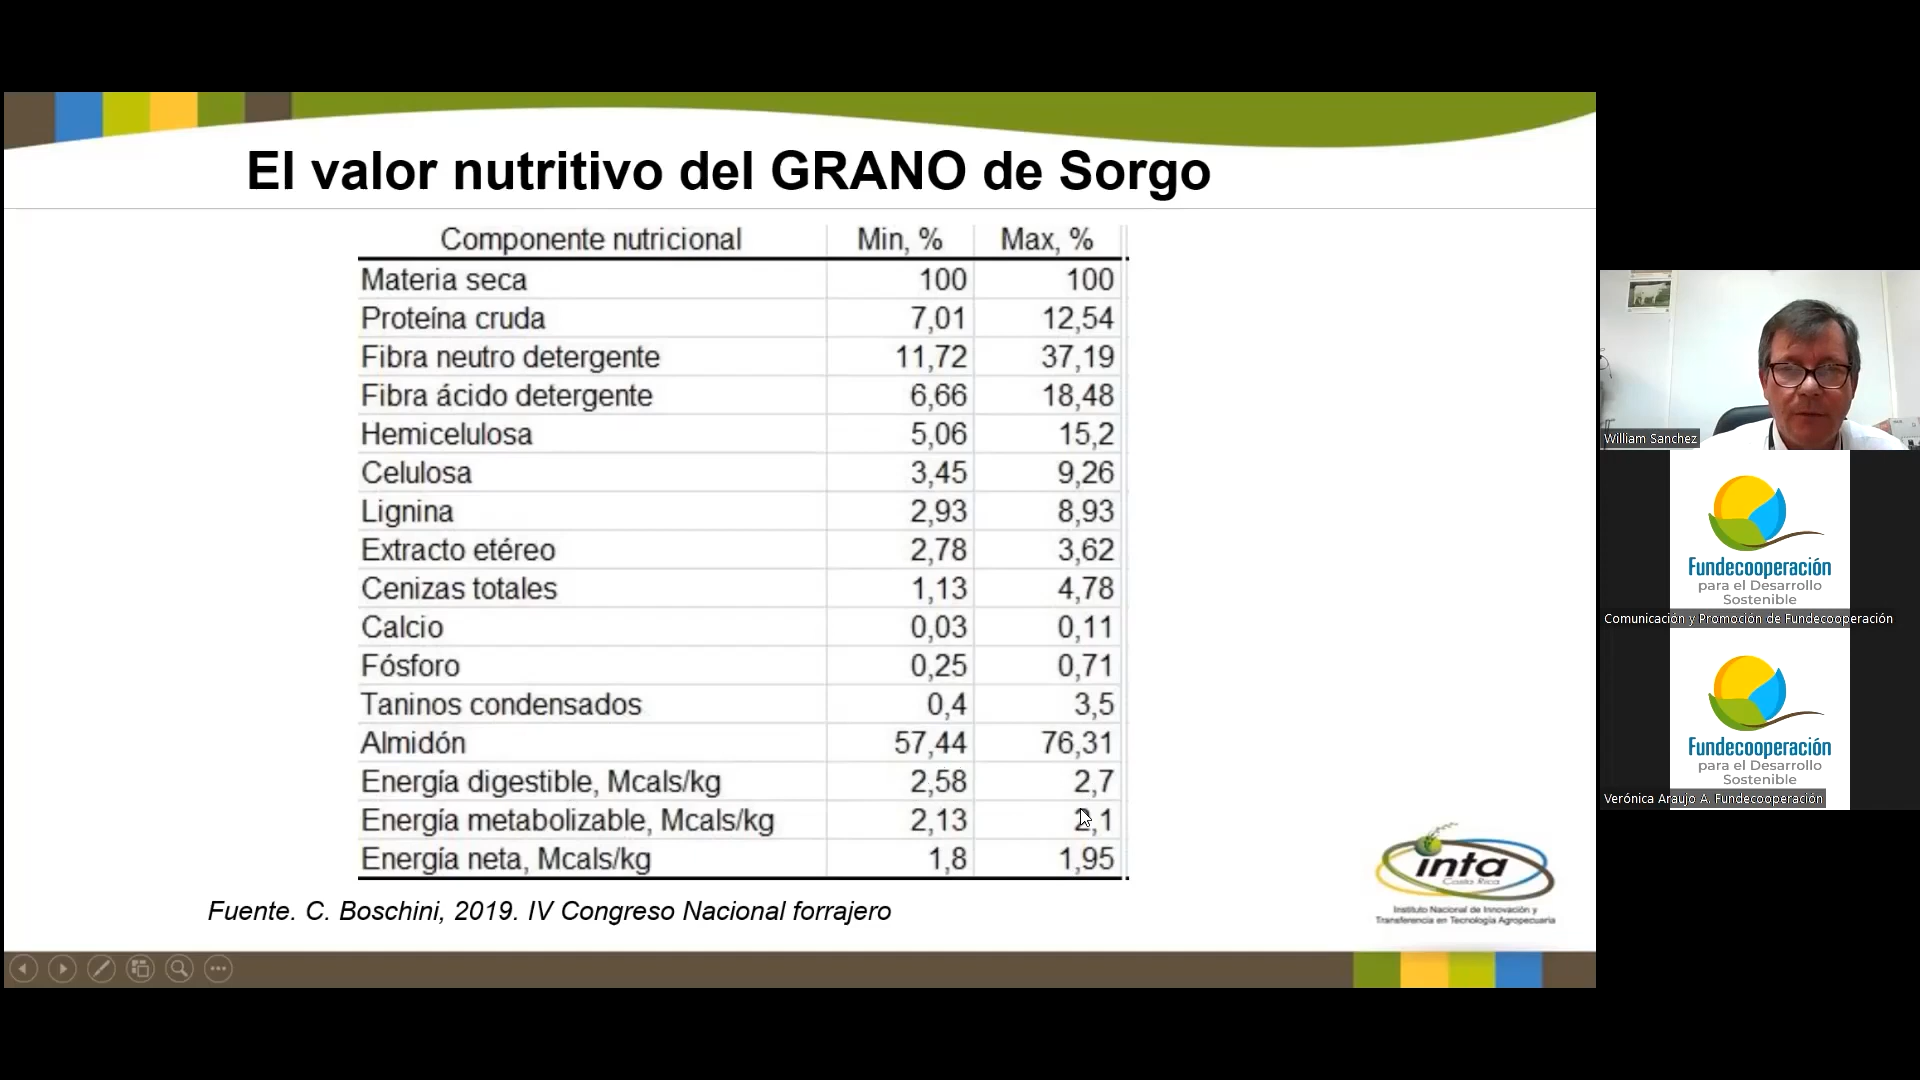 El valor nutritivo del GRANO de Sorgo
Componente nutricional Min, % Max, %
Materia seca 100 100
Proteína cruda 7,01 12,54
Fibra neutro detergente 11,72 37,19
Fibra ácido detergente 6,66 18,48
Hemicelulosa 5,06 15,2
Celulosa 3,45 9,26
Lignina 2,93 8,93
Extracto etéreo 2,78 3,62
Cenizas totales 1,13 4,78
Calcio 0,03 0,11
Fósforo 0,25 0,71
Taninos condensados 0,4 3,5
Almidón 57,44 76,31
Energía digestible, Mcals/kg 2,58 2,7
Energía metabolizable, Mcals/kg 2,13 2,1
Energía neta, Mcals/kg 1,8 1,95
Fuente. C. Boschini, 2019. IV Congreso Nacional forrajero
inta
Costa Rica
Instituto Nacional de Innovación y
Transferencia en Tecnología Agropecuaria
William Sanchez
Fundecooperación
para el Desarrollo
Sostenible
Comunicación y Promoción de Fundecooperación
Fundecooperación
para el Desarrollo
Sostenible
Verónica Araujo A. Fundecooperación